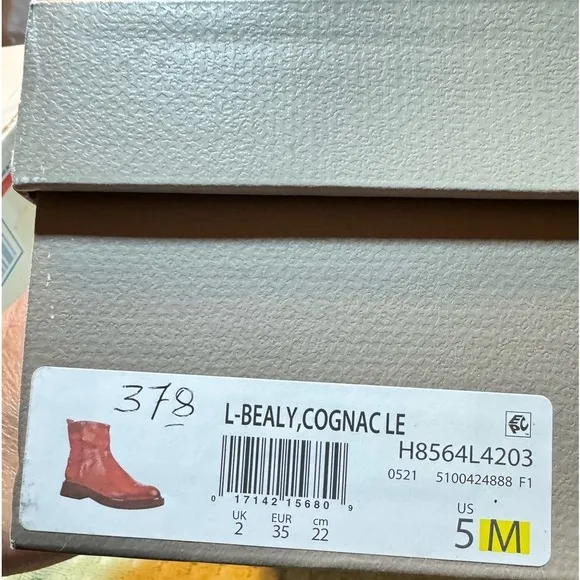 378
L-BEALY,COGNAC LE
H8564L4203
0521 5100424888 F1
0 17142 15680 9
UK EUR cm
2 35 22
US
5 M